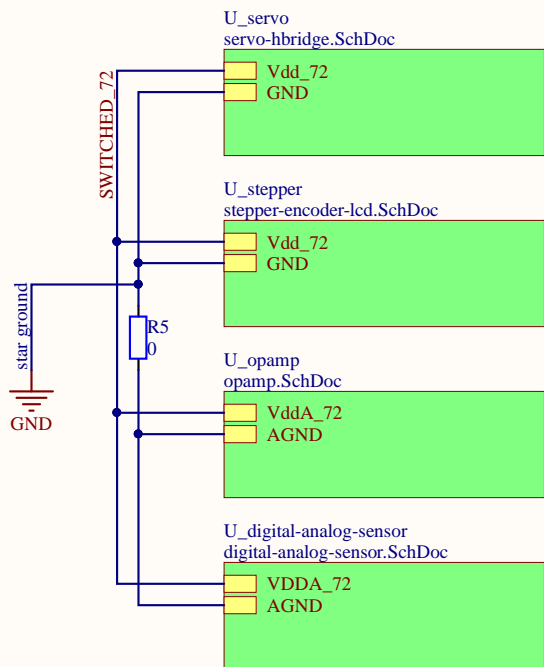 U_servo
servo-hbridge.SchDoc
Vdd_72
GND
SWITCHED_72
U_stepper
stepper-encoder-lcd.SchDoc
Vdd_72
GND
star ground
R5
0
GND
U_opamp
opamp.SchDoc
VddA_72
AGND
U_digital-analog-sensor
digital-analog-sensor.SchDoc
VDDA_72
AGND